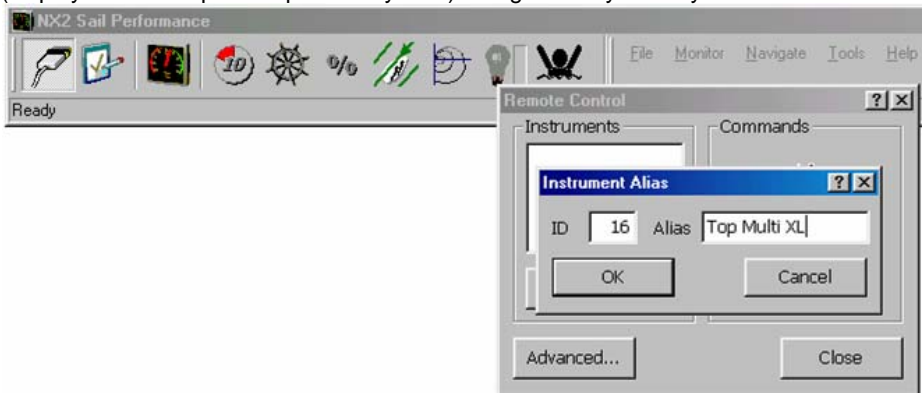 NX2 Sail Performance
10 % File Monitor Navigate Tools Help
Ready
Remote Control
Instruments Commands
Instrument Alias
ID 16 Alias Top Multi XL
OK Cancel
Advanced... Close